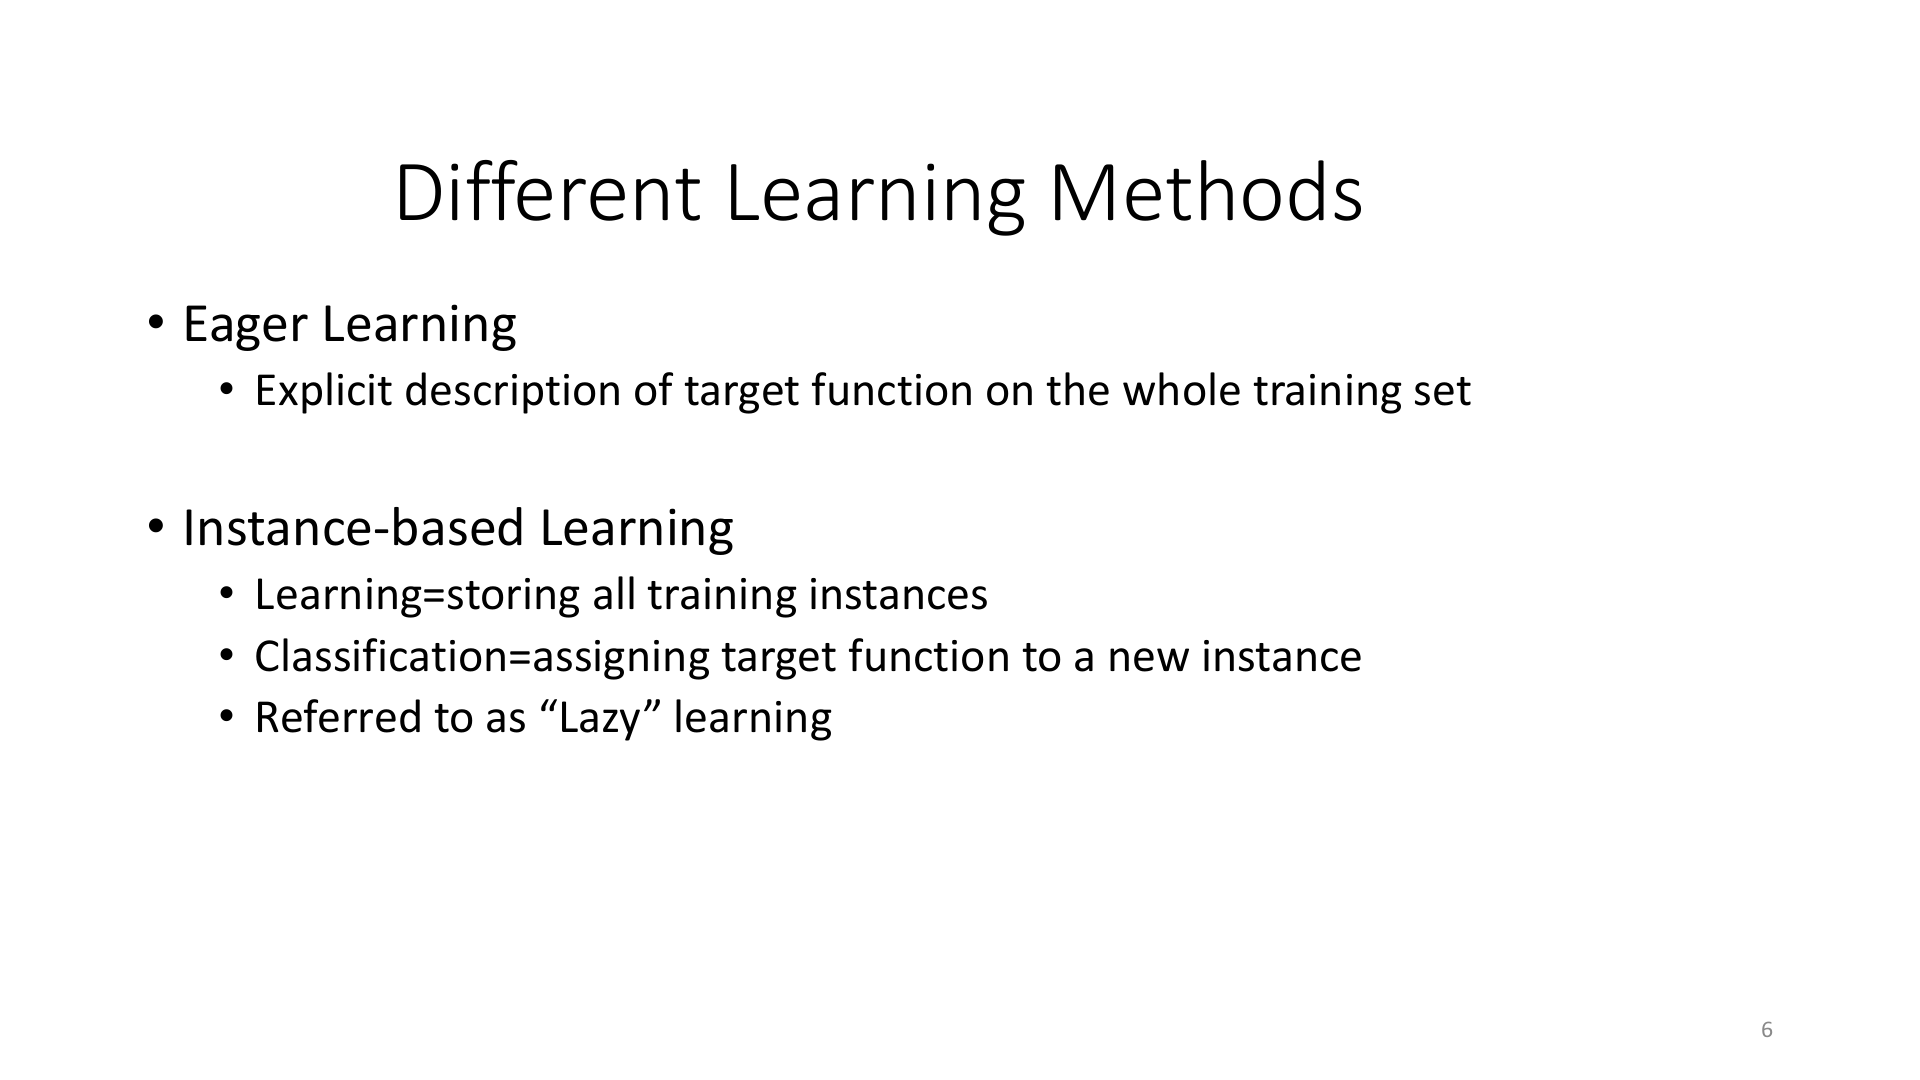 Different Learning Methods
• Eager Learning
• Explicit description of target function on the whole training set
• Instance-based Learning
• Learning=storing all training instances
• Classification=assigning target function to a new instance
• Referred to as “Lazy” learning
6